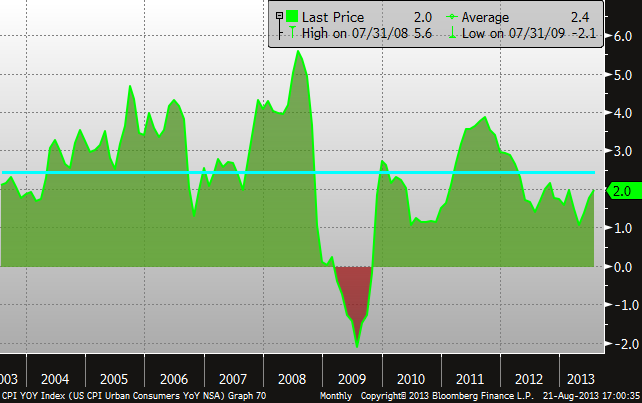 Last Price 2.0 Average 2.4
High on 07/31/08 5.6 Low on 07/31/09 -2.1
6.0
5.0
4.0
3.0
2.0
1.0
0.0
-1.0
-2.0
003 2004 2005 2006 2007 2008 2009 2010 2011 2012 2013
CPI YOY Index (US CPI Urban Consumers YoY NSA) Graph 70 Monthly Copyright© 2013 Bloomberg Finance L.P. 21-Aug-2013 17:00:35